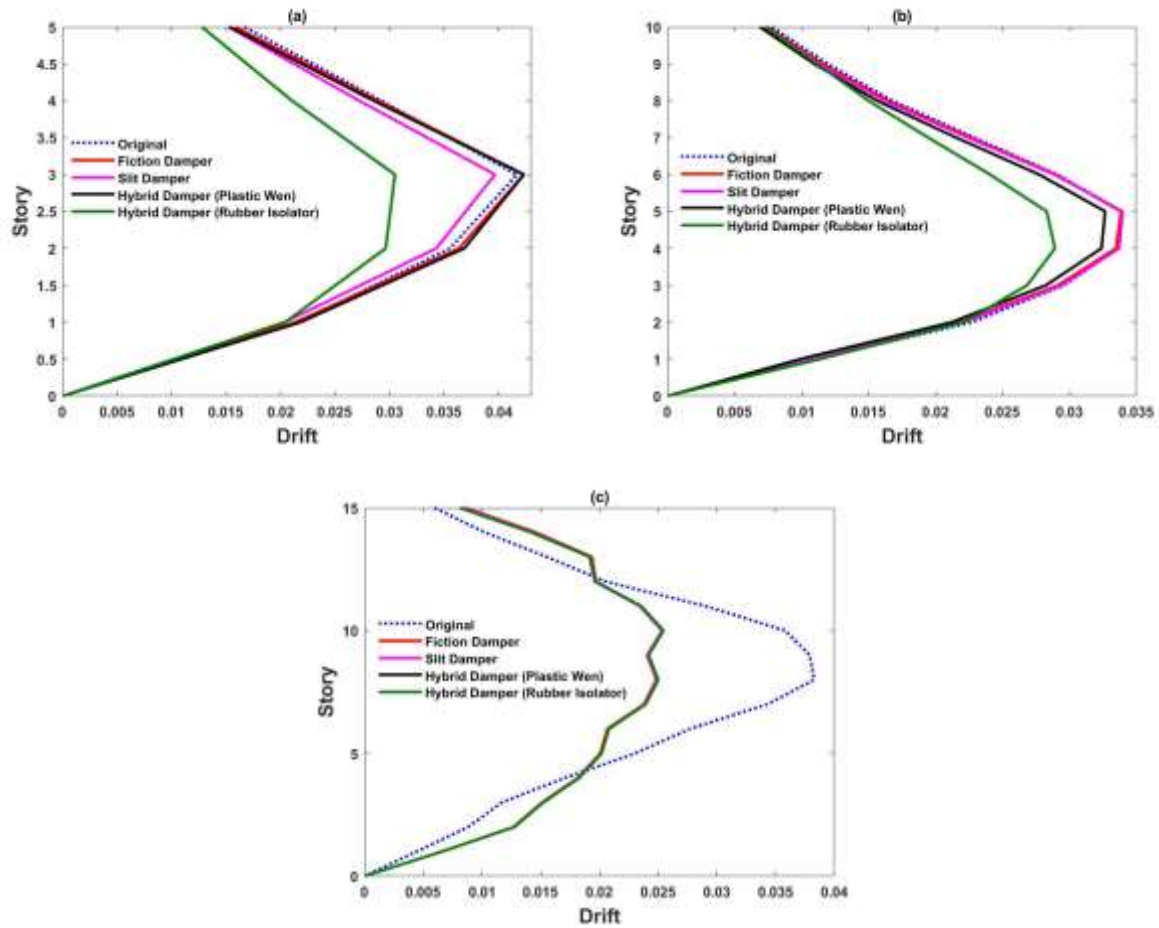 (a)
5
4.5
4
3.5
3
2.5
2
1.5
1
0.5
0
Story
Original
Fiction Damper
Slit Damper
Hybrid Damper (Plastic Wen)
Hybrid Damper (Rubber Isolator)
0 0.005 0.01 0.015 0.02 0.025 0.03 0.035 0.04
Drift
(b)
10
9
8
7
6
5
4
3
2
1
0
Story
Original
Fiction Damper
Slit Damper
Hybrid Damper (Plastic Wen)
Hybrid Damper (Rubber Isolator)
0 0.005 0.01 0.015 0.02 0.025 0.03 0.035
Drift
(c)
15
10
5
0
Story
Original
Fiction Damper
Silt Damper
Hybrid Damper (Plastic Wen)
Hybrid Damper (Rubber Isolator)
0 0.005 0.01 0.015 0.02 0.025 0.03 0.035 0.04
Drift